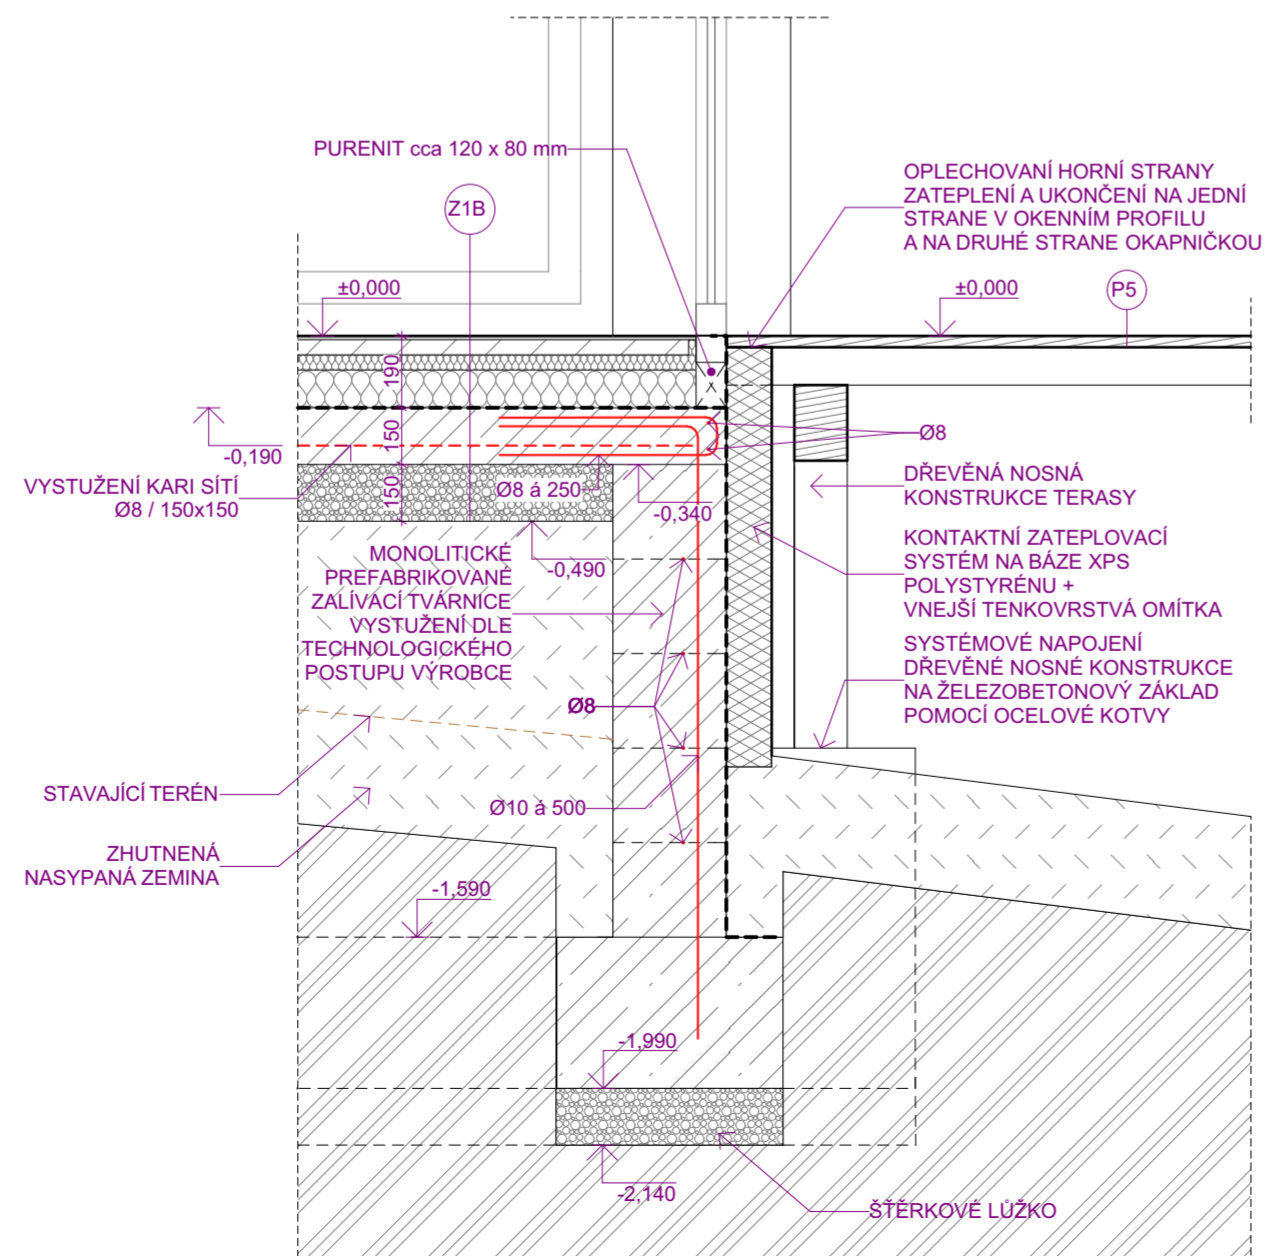 PURENIT cca 120 x 80 mm
OPLECHOVANÍ HORNÍ STRANY
ZATEPLENÍ A UKONČENÍ NA JEDNÍ
STRANE V OKENNÍM PROFILU
A NA DRUHÉ STRANE OKAPNIČKOU
Z1B
±0,000
±0,000
P5
190
150
150
-0,190
Ø8
VYSTUŽENÍ KARI SÍTÍ
Ø8 / 150x150
Ø8 á 250
-0,340
DŘEVĚNÁ NOSNÁ
KONSTRUKCE TERASY
-0,490
MONOLITICKÉ
PREFABRIKOVANÉ
ZALÍVACÍ TVÁRNICE
VYSTUŽENÍ DLE
TECHNOLOGICKÉHO
POSTUPU VÝROBCE
KONTAKTNÍ ZATEPLOVACÍ
SYSTÉM NA BÁZE XPS
POLYSTYRÉNU +
VNEJŠÍ TENKOVRSTVÁ OMÍTKA
SYSTÉMOVÉ NAPOJENÍ
DŘEVĚNÉ NOSNÉ KONSTRUKCE
NA ŽELEZOBETONOVÝ ZÁKLAD
POMOCÍ OCELOVÉ KOTVY
Ø8
STAVAJÍCÍ TERÉN
Ø10 á 500
ZHUTNENÁ
NASYPANÁ ZEMINA
-1,590
-1,990
-2,140
ŠTĚRKOVÉ LŮŽKO